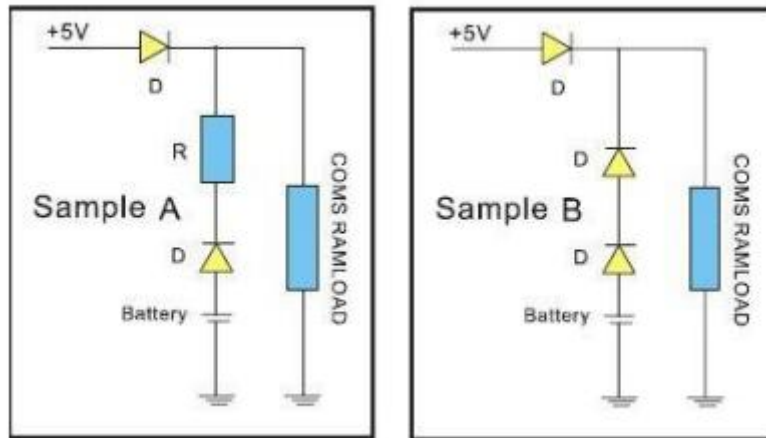 +5V
D
R
Sample A
D
Battery
COMS RAMLOAD
+5V
D
D
Sample B
D
Battery
COMS RAMLOAD